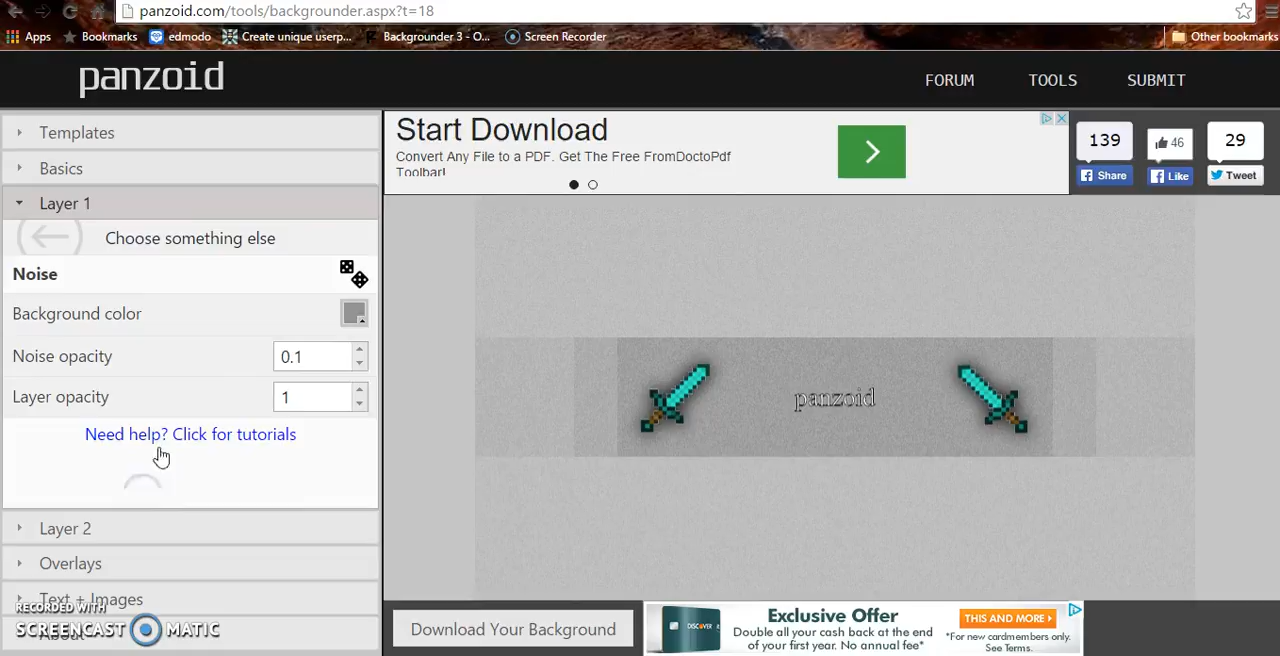 panzoid.com/tools/backgrounder.aspx?t=18
Apps Bookmarks edmodo Create unique userp... Backgrounder 3 - O... Screen Recorder Other bookmarks
panzoid FORUM TOOLS SUBMIT
Templates
Basics
Layer 1
Choose something else
Noise
Background color
Noise opacity 0.1
Layer opacity 1
Need help? Click for tutorials
Layer 2
Overlays
Text + Images
RECORDED WITH
SCREENCAST MATIC
Start Download
Convert Any File to a PDF. Get The Free FromDoctoPdf
Toolbar!
139 46 29
Share Like Tweet
panzoid
Download Your Background
DISCOVER
Exclusive Offer
Double all your cash back at the end
of your first year. No annual fee*
THIS AND MORE
*For new cardmembers only.
See Terms.